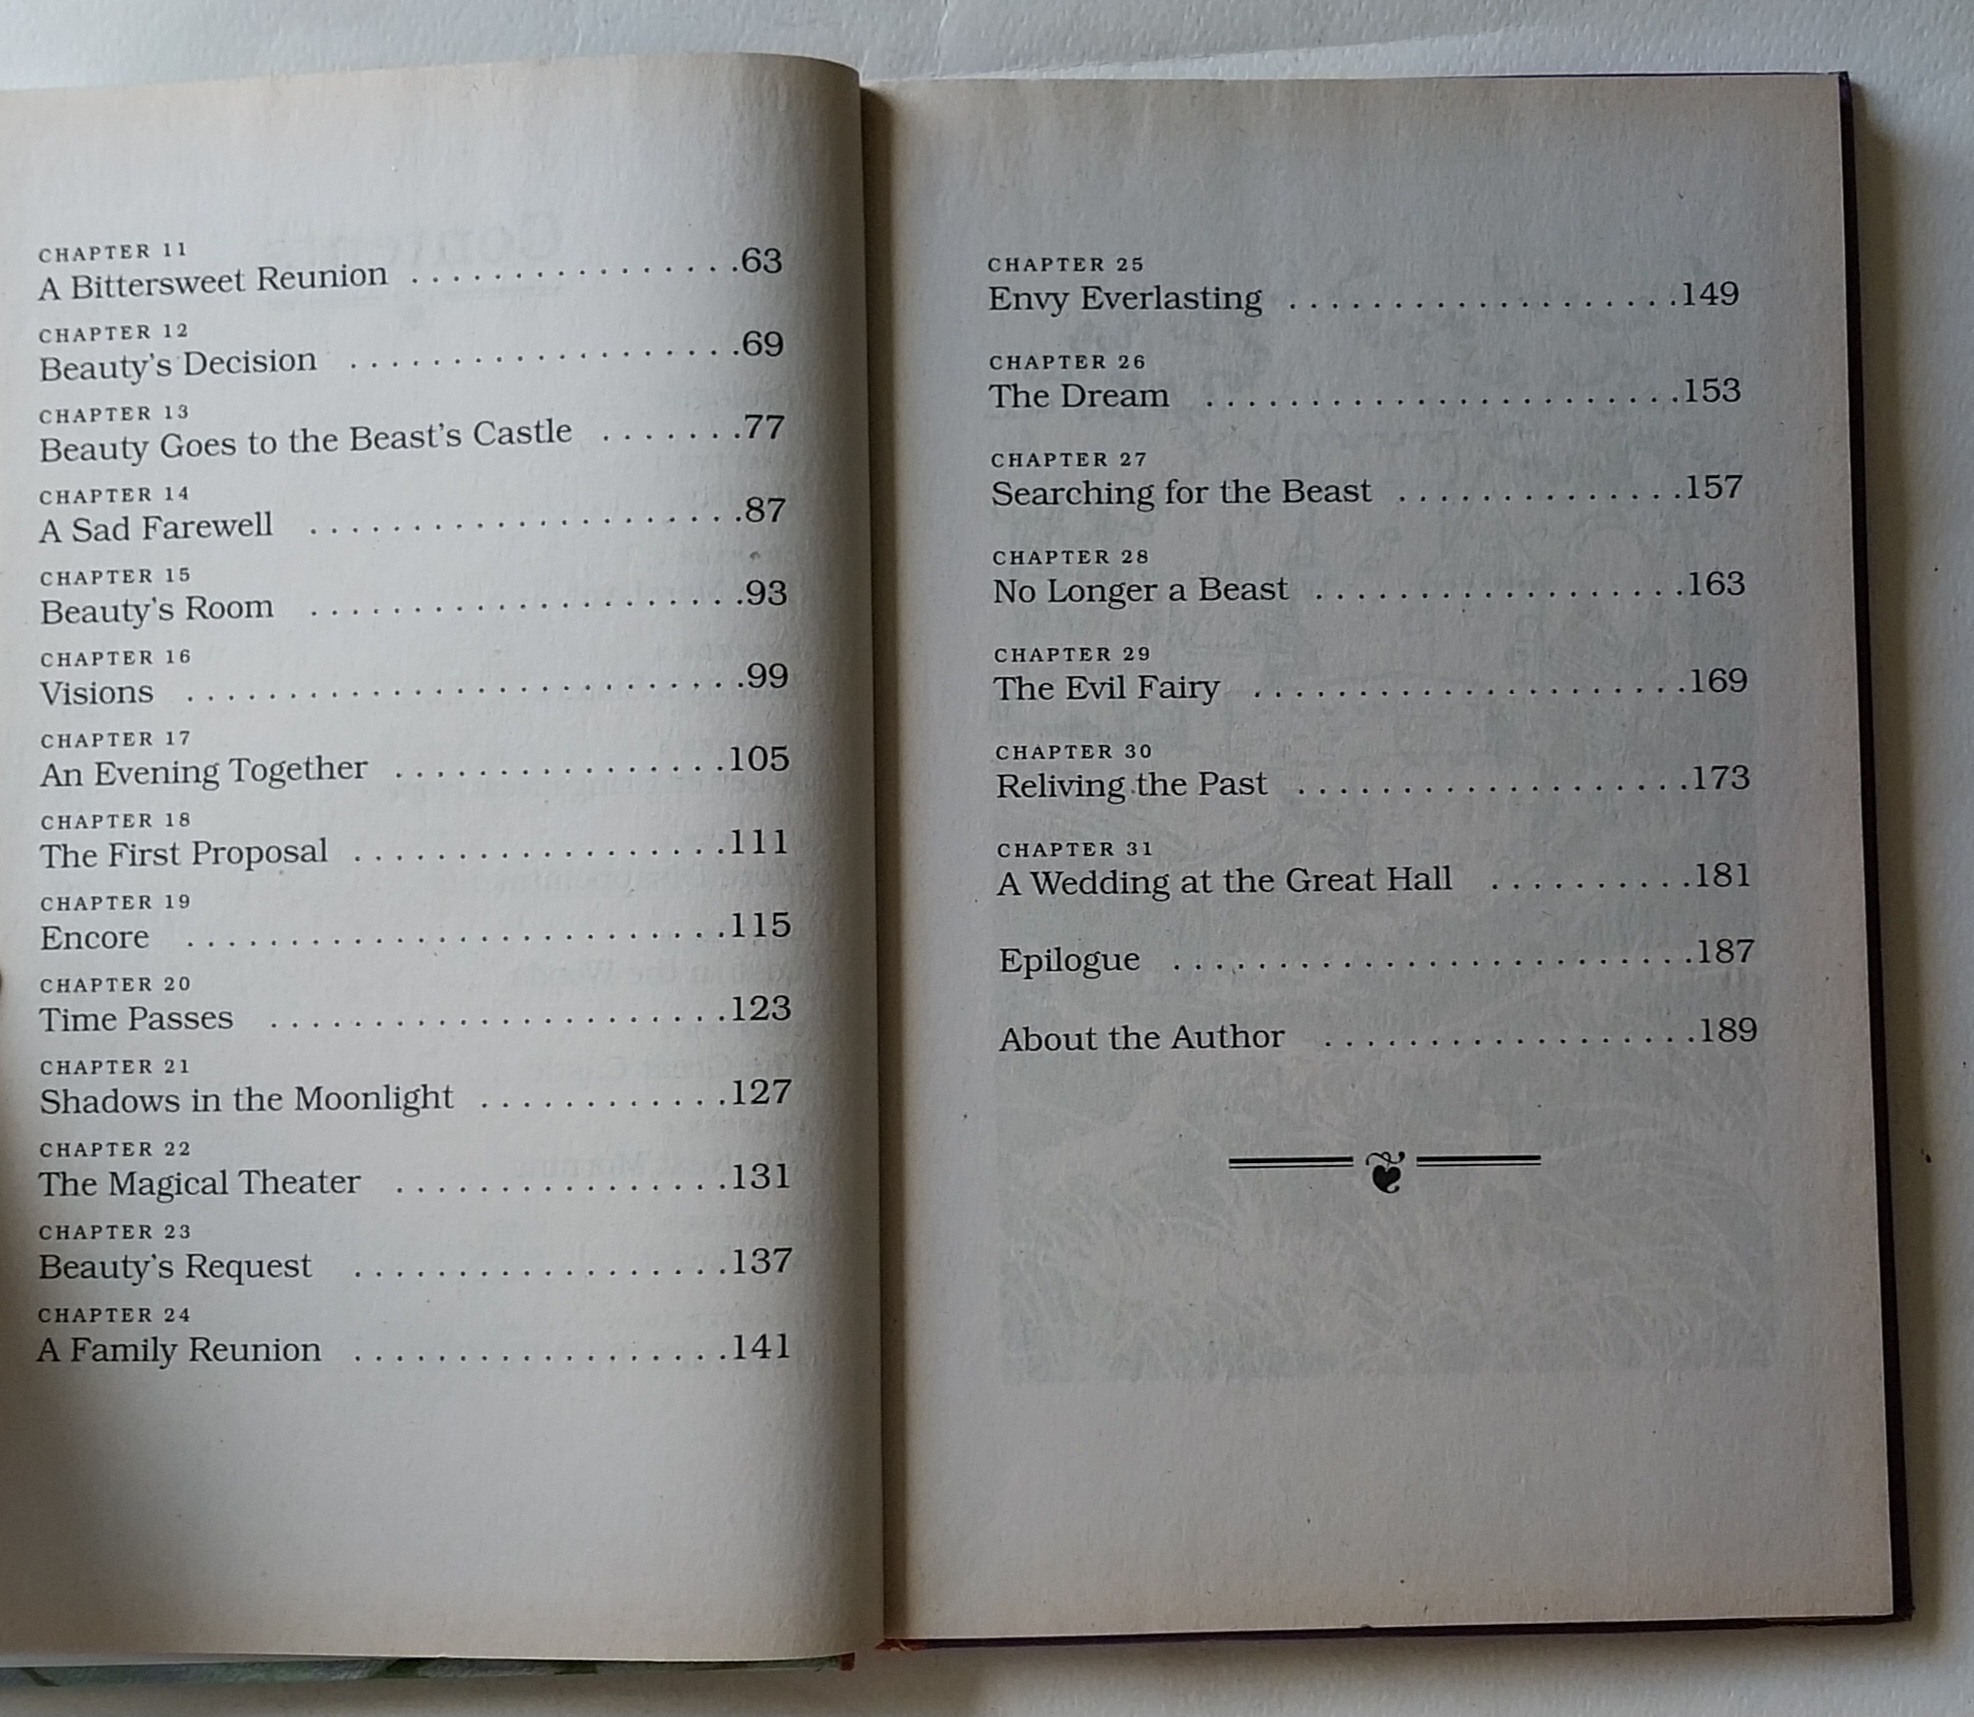 CHAPTER 11
A Bittersweet Reunion . . . . . . . . . . . . . . . .63
CHAPTER 12
Beauty's Decision . . . . . . . . . . . . . . . . . . .69
CHAPTER 13
Beauty Goes to the Beast's Castle . . . . . . .77
CHAPTER 14
A Sad Farewell . . . . . . . . . . . . . . . . . . . . .87
CHAPTER 15
Beauty's Room . . . . . . . . . . . . . . . . . . . . .93
CHAPTER 16
Visions . . . . . . . . . . . . . . . . . . . . . . . . . . .99
CHAPTER 17
An Evening Together . . . . . . . . . . . . . . . .105
CHAPTER 18
The First Proposal . . . . . . . . . . . . . . . . . .111
CHAPTER 19
Encore . . . . . . . . . . . . . . . . . . . . . . . . . .115
CHAPTER 20
Time Passes . . . . . . . . . . . . . . . . . . . . . .123
CHAPTER 21
Shadows in the Moonlight . . . . . . . . . . . .127
CHAPTER 22
The Magical Theater . . . . . . . . . . . . . . . .131
CHAPTER 23
Beauty's Request . . . . . . . . . . . . . . . . . .137
CHAPTER 24
A Family Reunion . . . . . . . . . . . . . . . . . .141
CHAPTER 25
Envy Everlasting . . . . . . . . . . . . . . . . . . .149
CHAPTER 26
The Dream . . . . . . . . . . . . . . . . . . . . . . .153
CHAPTER 27
Searching for the Beast . . . . . . . . . . . . . .157
CHAPTER 28
No Longer a Beast . . . . . . . . . . . . . . . . . .163
CHAPTER 29
The Evil Fairy . . . . . . . . . . . . . . . . . . . . .169
CHAPTER 30
Reliving the Past . . . . . . . . . . . . . . . . . . .173
CHAPTER 31
A Wedding at the Great Hall . . . . . . . . . .181
Epilogue . . . . . . . . . . . . . . . . . . . . . . . . .187
About the Author . . . . . . . . . . . . . . . . . .189